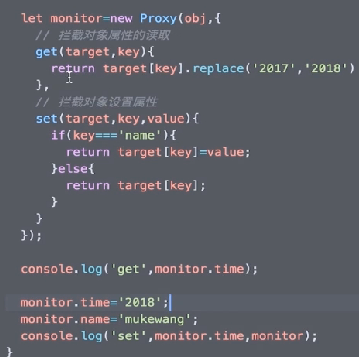 let monitor=new Proxy(obj,{
// 拦截对象属性的读取
get(target,key){
return target[key].replace('2017','2018')
},
// 拦截对象设置属性
set(target,key,value){
if(key==='name'){
return target[key]=value;
}else{
return target[key];
}
}
});
console.log('get',monitor.time);
monitor.time='2018';
monitor.name='mukewang';
console.log('set',monitor.time,monitor);
}